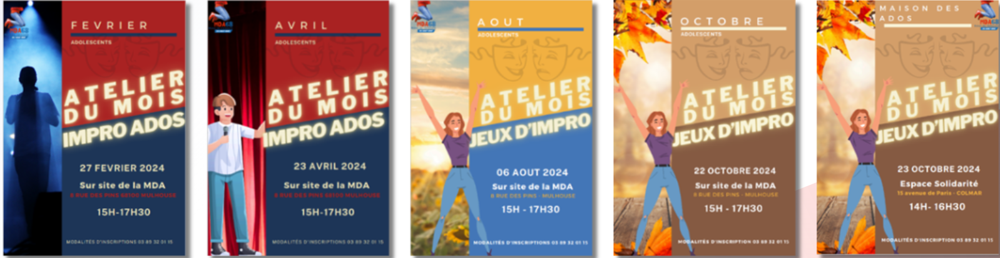 MDA68
FEVRIER
ADOLESCENTS
ATELIER
DU MOIS
IMPRO ADOS
27 FEVRIER 2024
Sur site de la MDA
8 RUE DES PINS 68100 MULHOUSE
15H-17H30
MODALITÉS D'INSCRIPTIONS 03 89 32 01 15
MDA68
AVRIL
ADOLESCENTS
ATELIER
DU MOIS
IMPRO ADOS
23 AVRIL 2024
Sur site de la MDA
8 RUE DES PINS 68100 MULHOUSE
15H-17H30
MODALITÉS D'INSCRIPTIONS 03 89 32 01 15
MDA68
AOUT
ADOLESCENTS
ATELIER
DU MOIS
JEUX D'IMPRO
06 AOUT 2024
Sur site de la MDA
8 RUE DES PINS - MULHOUSE
15H - 17H30
MODALITÉS D'INSCRIPTIONS 03 89 32 01 15
OCTOBRE
ADOLESCENTS
ATELIER
DU MOIS
JEUX D'IMPRO
22 OCTOBRE 2024
Sur site de la MDA
8 RUE DES PINS - MULHOUSE
15H - 17H30
MODALITÉS D'INSCRIPTION 03 89 32 01 15
MAISON DES
ADOS
ATELIER
DU MOIS
JEUX D'IMPRO
23 OCTOBRE 2024
Espace Solidarité
15 avenue de Paris - COLMAR
14H- 16H30
MODALITÉS D'INSCRIPTION 03 89 32 01 15